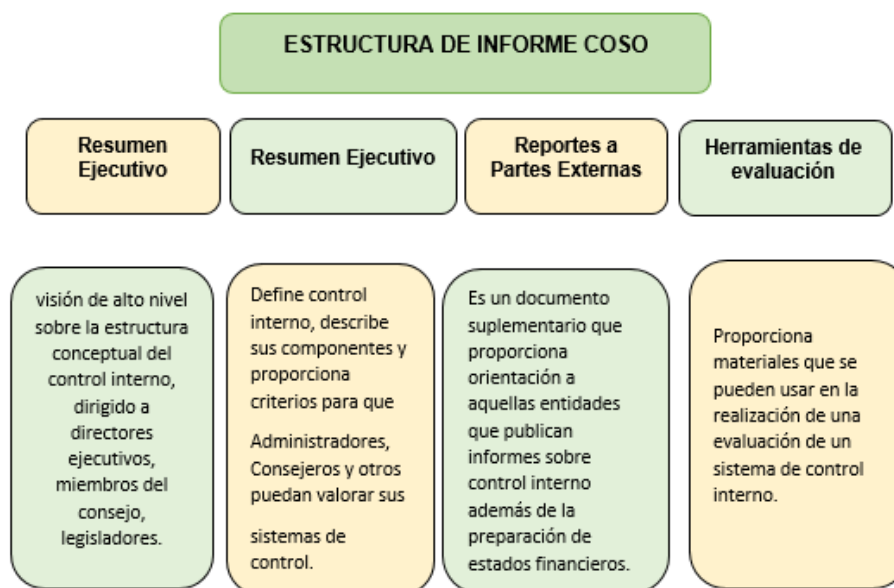 ESTRUCTURA DE INFORME COSO
Resumen
Ejecutivo
Resumen Ejecutivo
Reportes a
Partes Externas
Herramientas de
evaluación
visión de alto nivel
sobre la estructura
conceptual del
control interno,
dirigido a
directores
ejecutivos,
miembros del
consejo,
legisladores.
Define control
interno, describe
sus componentes y
proporciona
criterios para que
Administradores,
Consejeros y otros
puedan valorar sus
sistemas de
control.
Es un documento
suplementario que
proporciona
orientación a
aquellas entidades
que publican
informes sobre
control interno
además de la
preparación de
estados financieros.
Proporciona
materiales que se
pueden usar en la
realización de una
evaluación de un
sistema de control
interno.